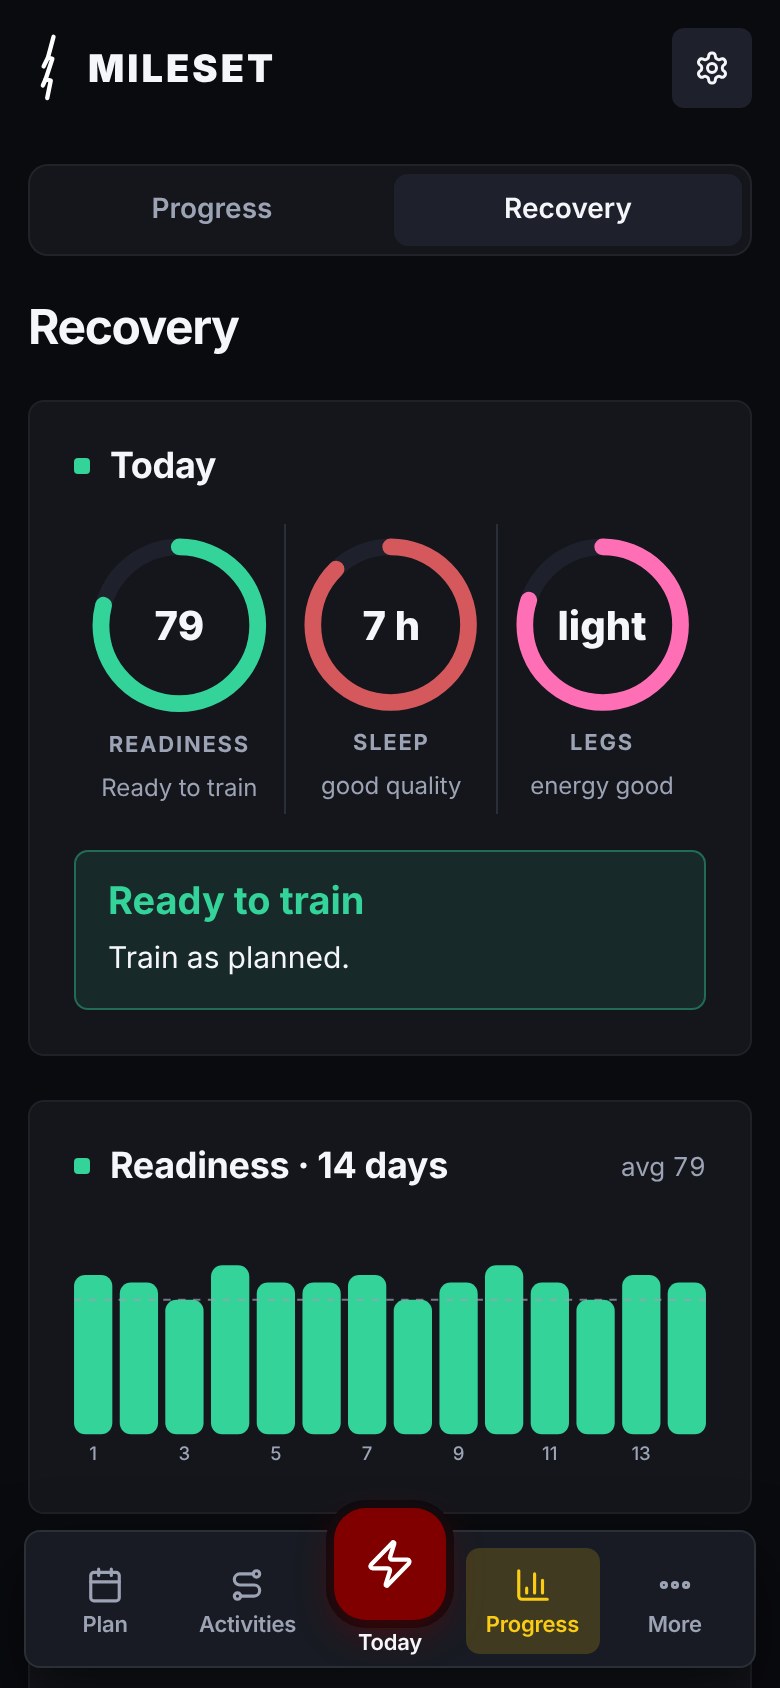 MILESET
Progress
Recovery
Recovery
Today
79
7 h
light
READINESS
SLEEP
LEGS
Ready to train
good quality
energy good
Ready to train
Train as planned.
Readiness · 14 days
avg 79
1 3 5 7 9 11 13
Plan
Activities
Today
Progress
More